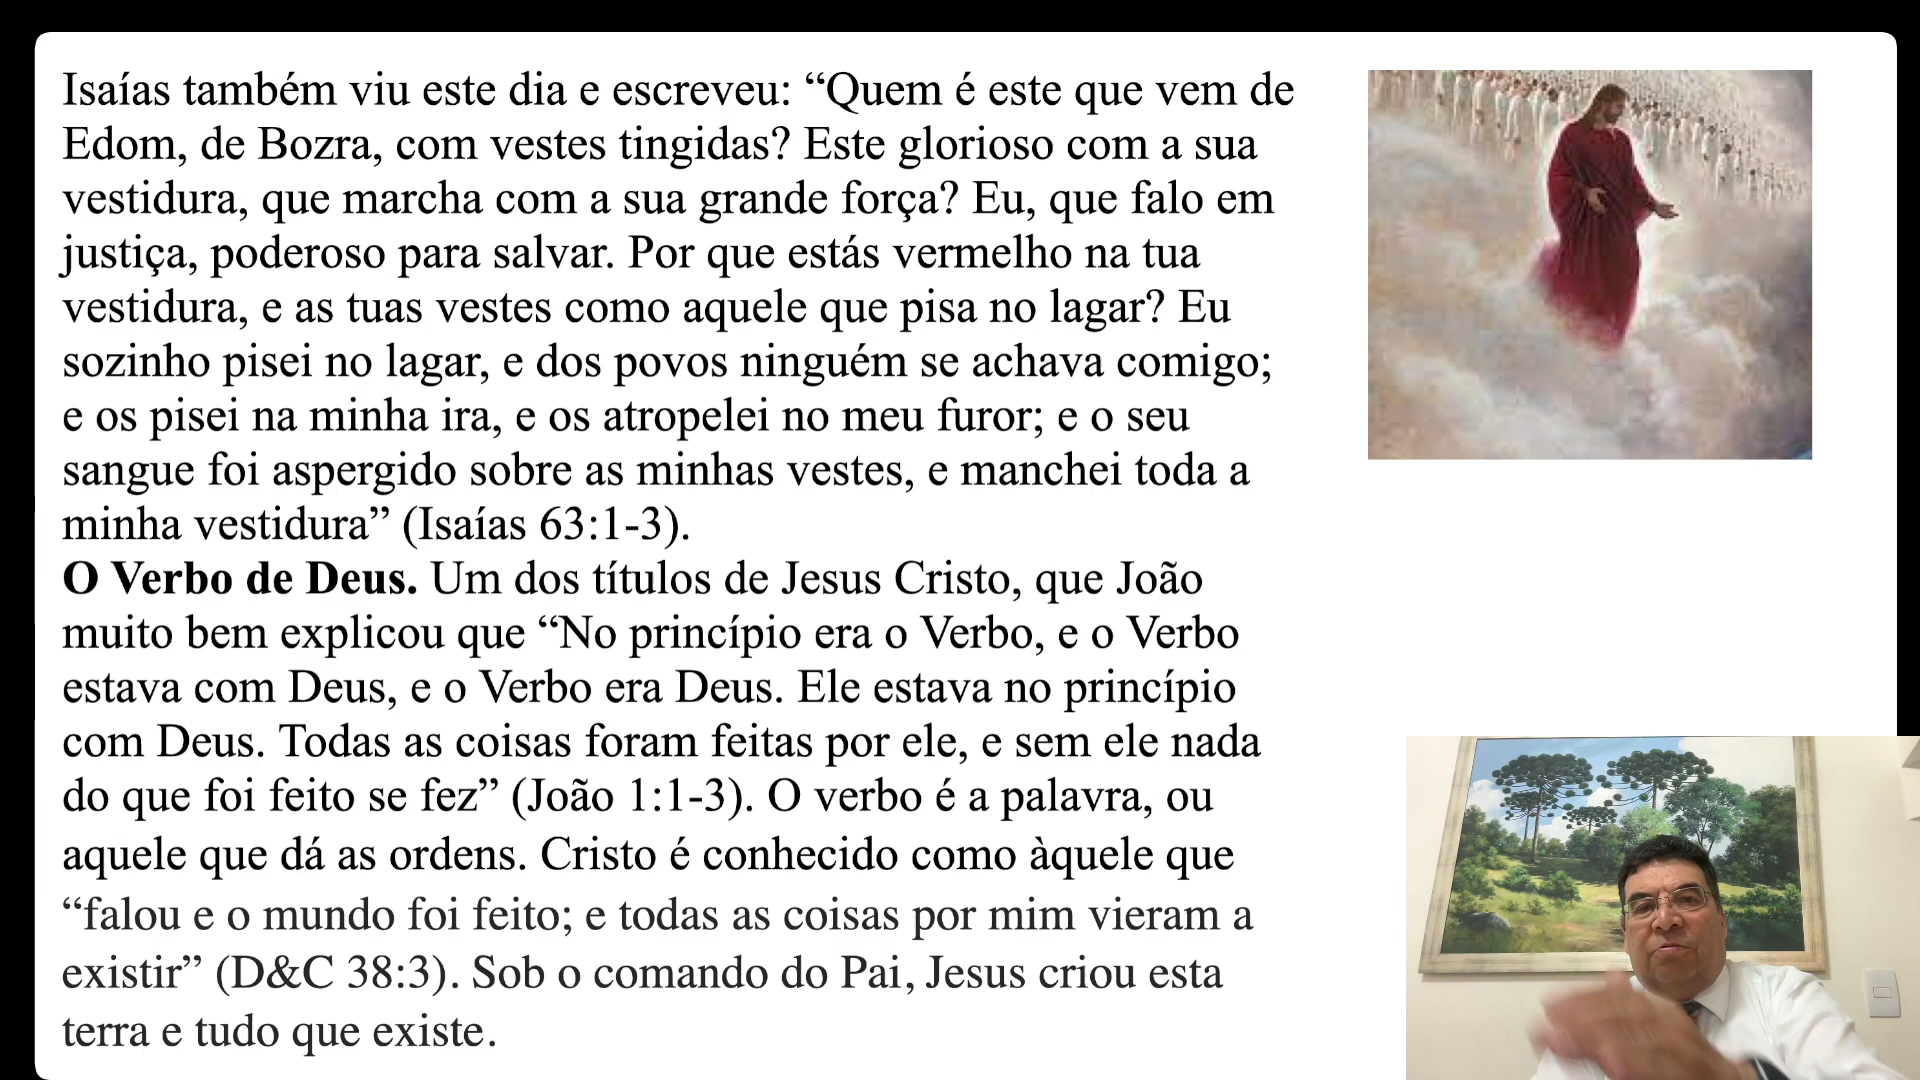 Isaías também viu este dia e escreveu: “Quem é este que vem de
Edom, de Bozra, com vestes tingidas? Este glorioso com a sua
vestidura, que marcha com a sua grande força? Eu, que falo em
justiça, poderoso para salvar. Por que estás vermelho na tua
vestidura, e as tuas vestes como aquele que pisa no lagar? Eu
sozinho pisei no lagar, e dos povos ninguém se achava comigo;
e os pisei na minha ira, e os atropelei no meu furor; e o seu
sangue foi aspergido sobre as minhas vestes, e manchei toda a
minha vestidura” (Isaías 63:1-3).
O Verbo de Deus. Um dos títulos de Jesus Cristo, que João
muito bem explicou que “No princípio era o Verbo, e o Verbo
estava com Deus, e o Verbo era Deus. Ele estava no princípio
com Deus. Todas as coisas foram feitas por ele, e sem ele nada
do que foi feito se fez” (João 1:1-3). O verbo é a palavra, ou
aquele que dá as ordens. Cristo é conhecido como àquele que
“falou e o mundo foi feito; e todas as coisas por mim vieram a
existir” (D&C 38:3). Sob o comando do Pai, Jesus criou esta
terra e tudo que existe.